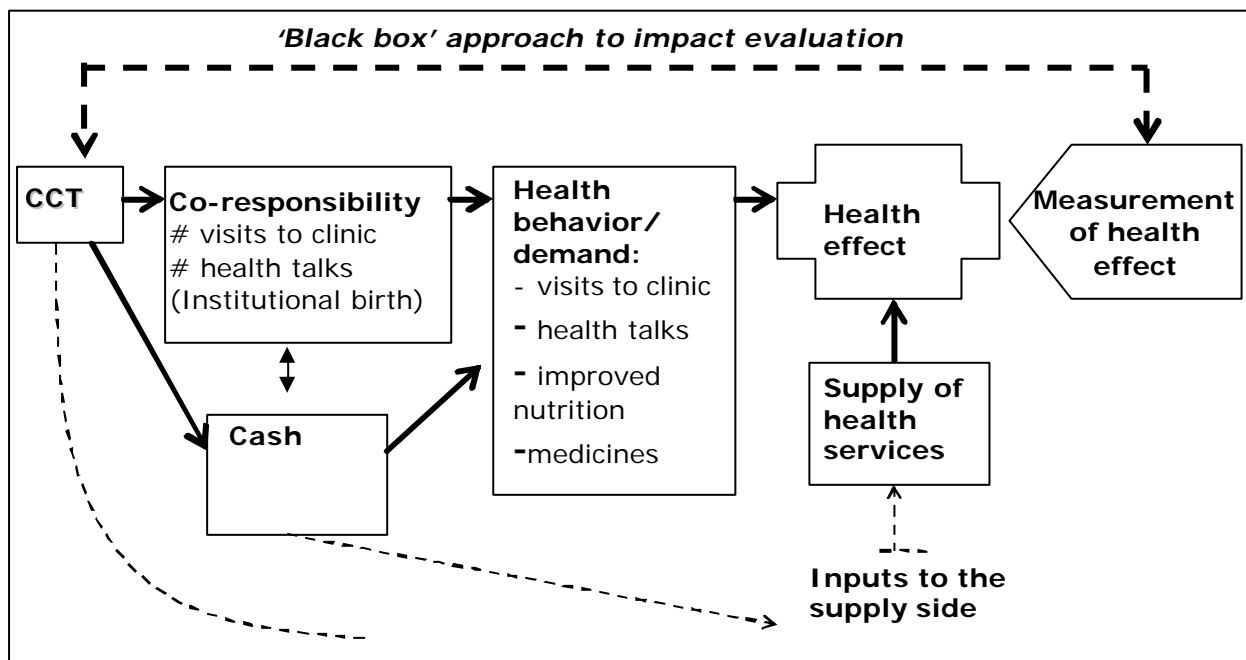 ‘Black box’ approach to impact evaluation
CCT
Co-responsibility
# visits to clinic
# health talks
(Institutional birth)
Cash
Health
behavior/
demand:
- visits to clinic
- health talks
- improved
nutrition
-medicines
Health
effect
Measurement
of health
effect
Supply of
health
services
Inputs to the
supply side